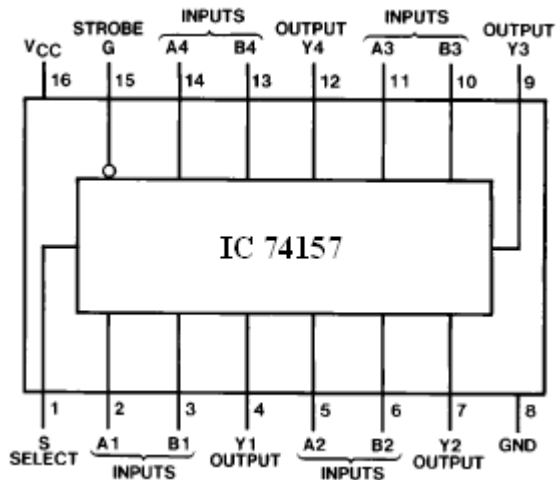 INPUTS INPUTS
STROBE OUTPUT OUTPUT
VCC G A4 B4 Y4 A3 B3 Y3
16 15 14 13 12 11 10 9
IC 74157
1 2 3 4 5 6 7 8
S A1 B1 Y1 A2 B2 Y2 GND
SELECT OUTPUT OUTPUT
INPUTS INPUTS